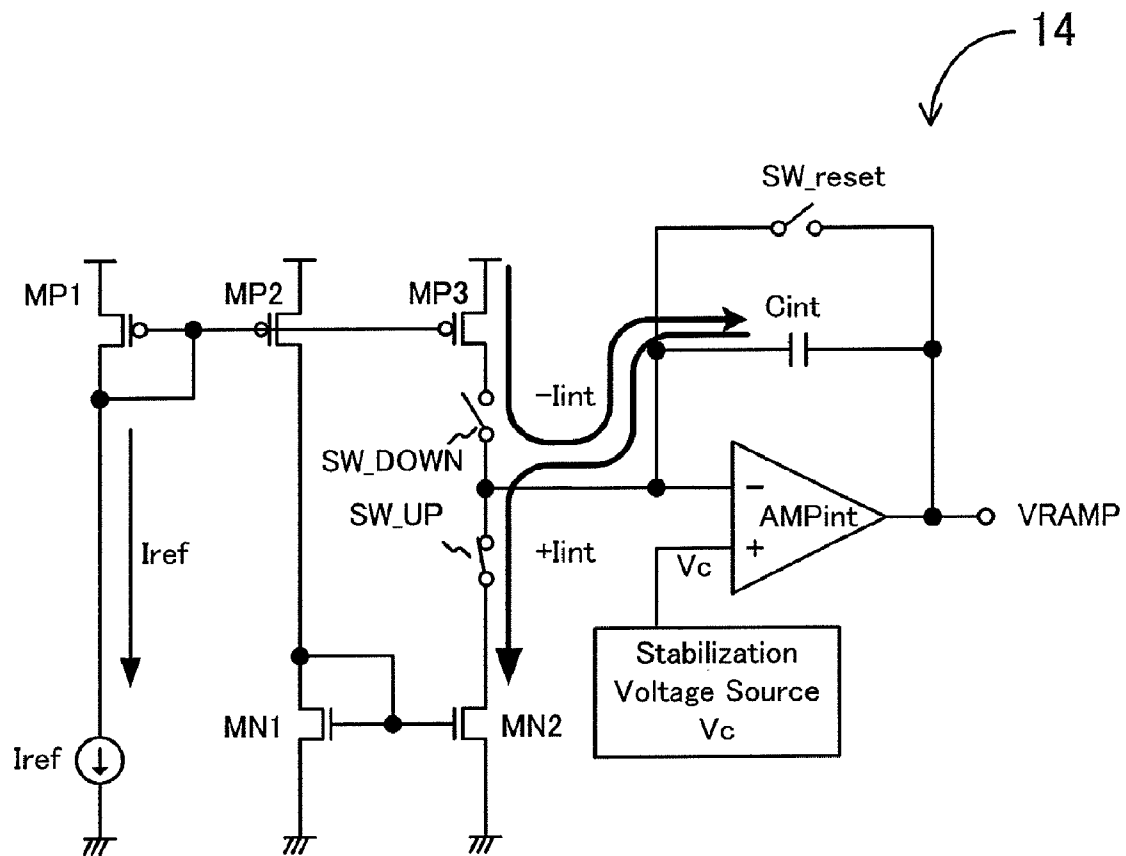 14
SW_reset
MP1
MP2
MP3
Cint
-Iint
SW_DOWN
SW_UP
Iref
+Iint
AMPint
−
+
VRAMP
Vc
Stabilization
Voltage Source
Vc
MN1
MN2
Iref